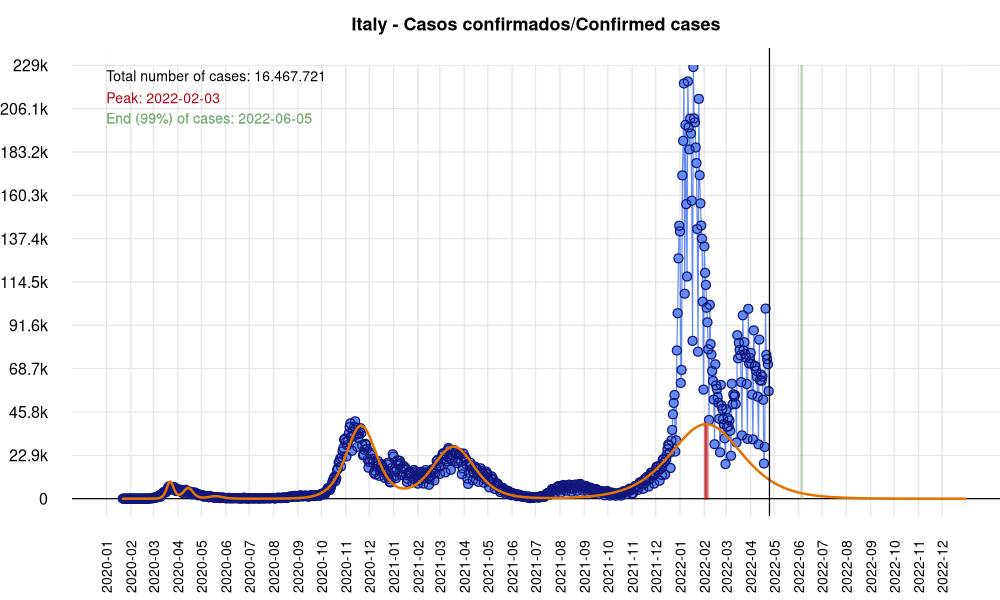 Italy - Casos confirmados/Confirmed cases
Total number of cases: 16.467.721
Peak: 2022-02-03
End (99%) of cases: 2022-06-05
229k
206.1k
183.2k
160.3k
137.4k
114.5k
91.6k
68.7k
45.8k
22.9k
0
2020-01
2020-02
2020-03
2020-04
2020-05
2020-06
2020-07
2020-08
2020-09
2020-10
2020-11
2020-12
2021-01
2021-02
2021-03
2021-04
2021-05
2021-06
2021-07
2021-08
2021-09
2021-10
2021-11
2021-12
2022-01
2022-02
2022-03
2022-04
2022-05
2022-06
2022-07
2022-08
2022-09
2022-10
2022-11
2022-12